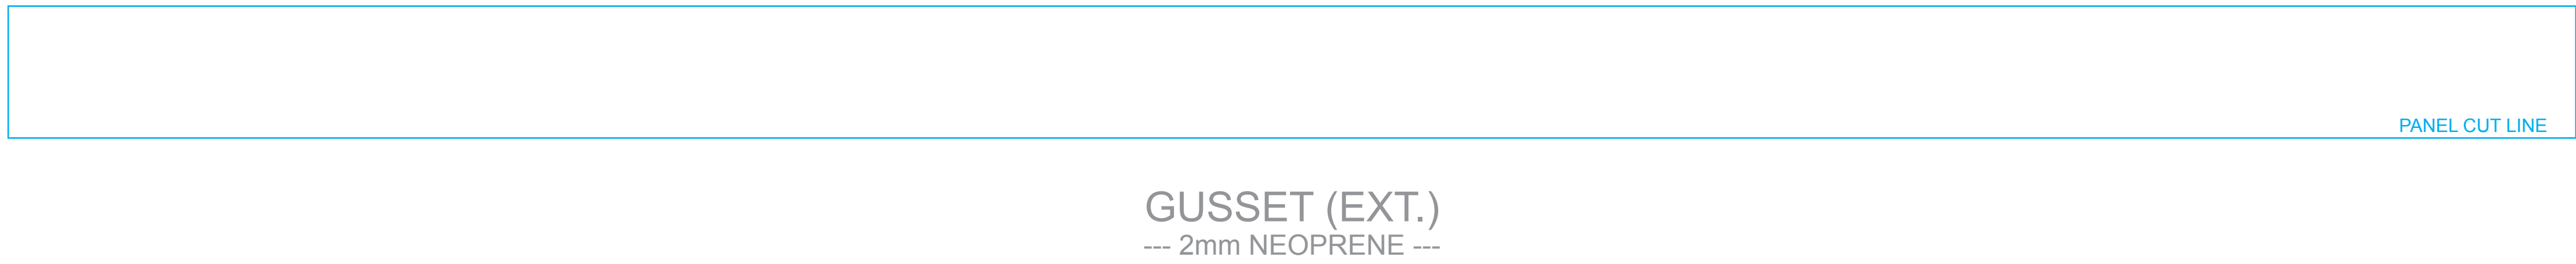 PANEL CUT LINE
GUSSET (EXT.)
--- 2mm NEOPRENE ---